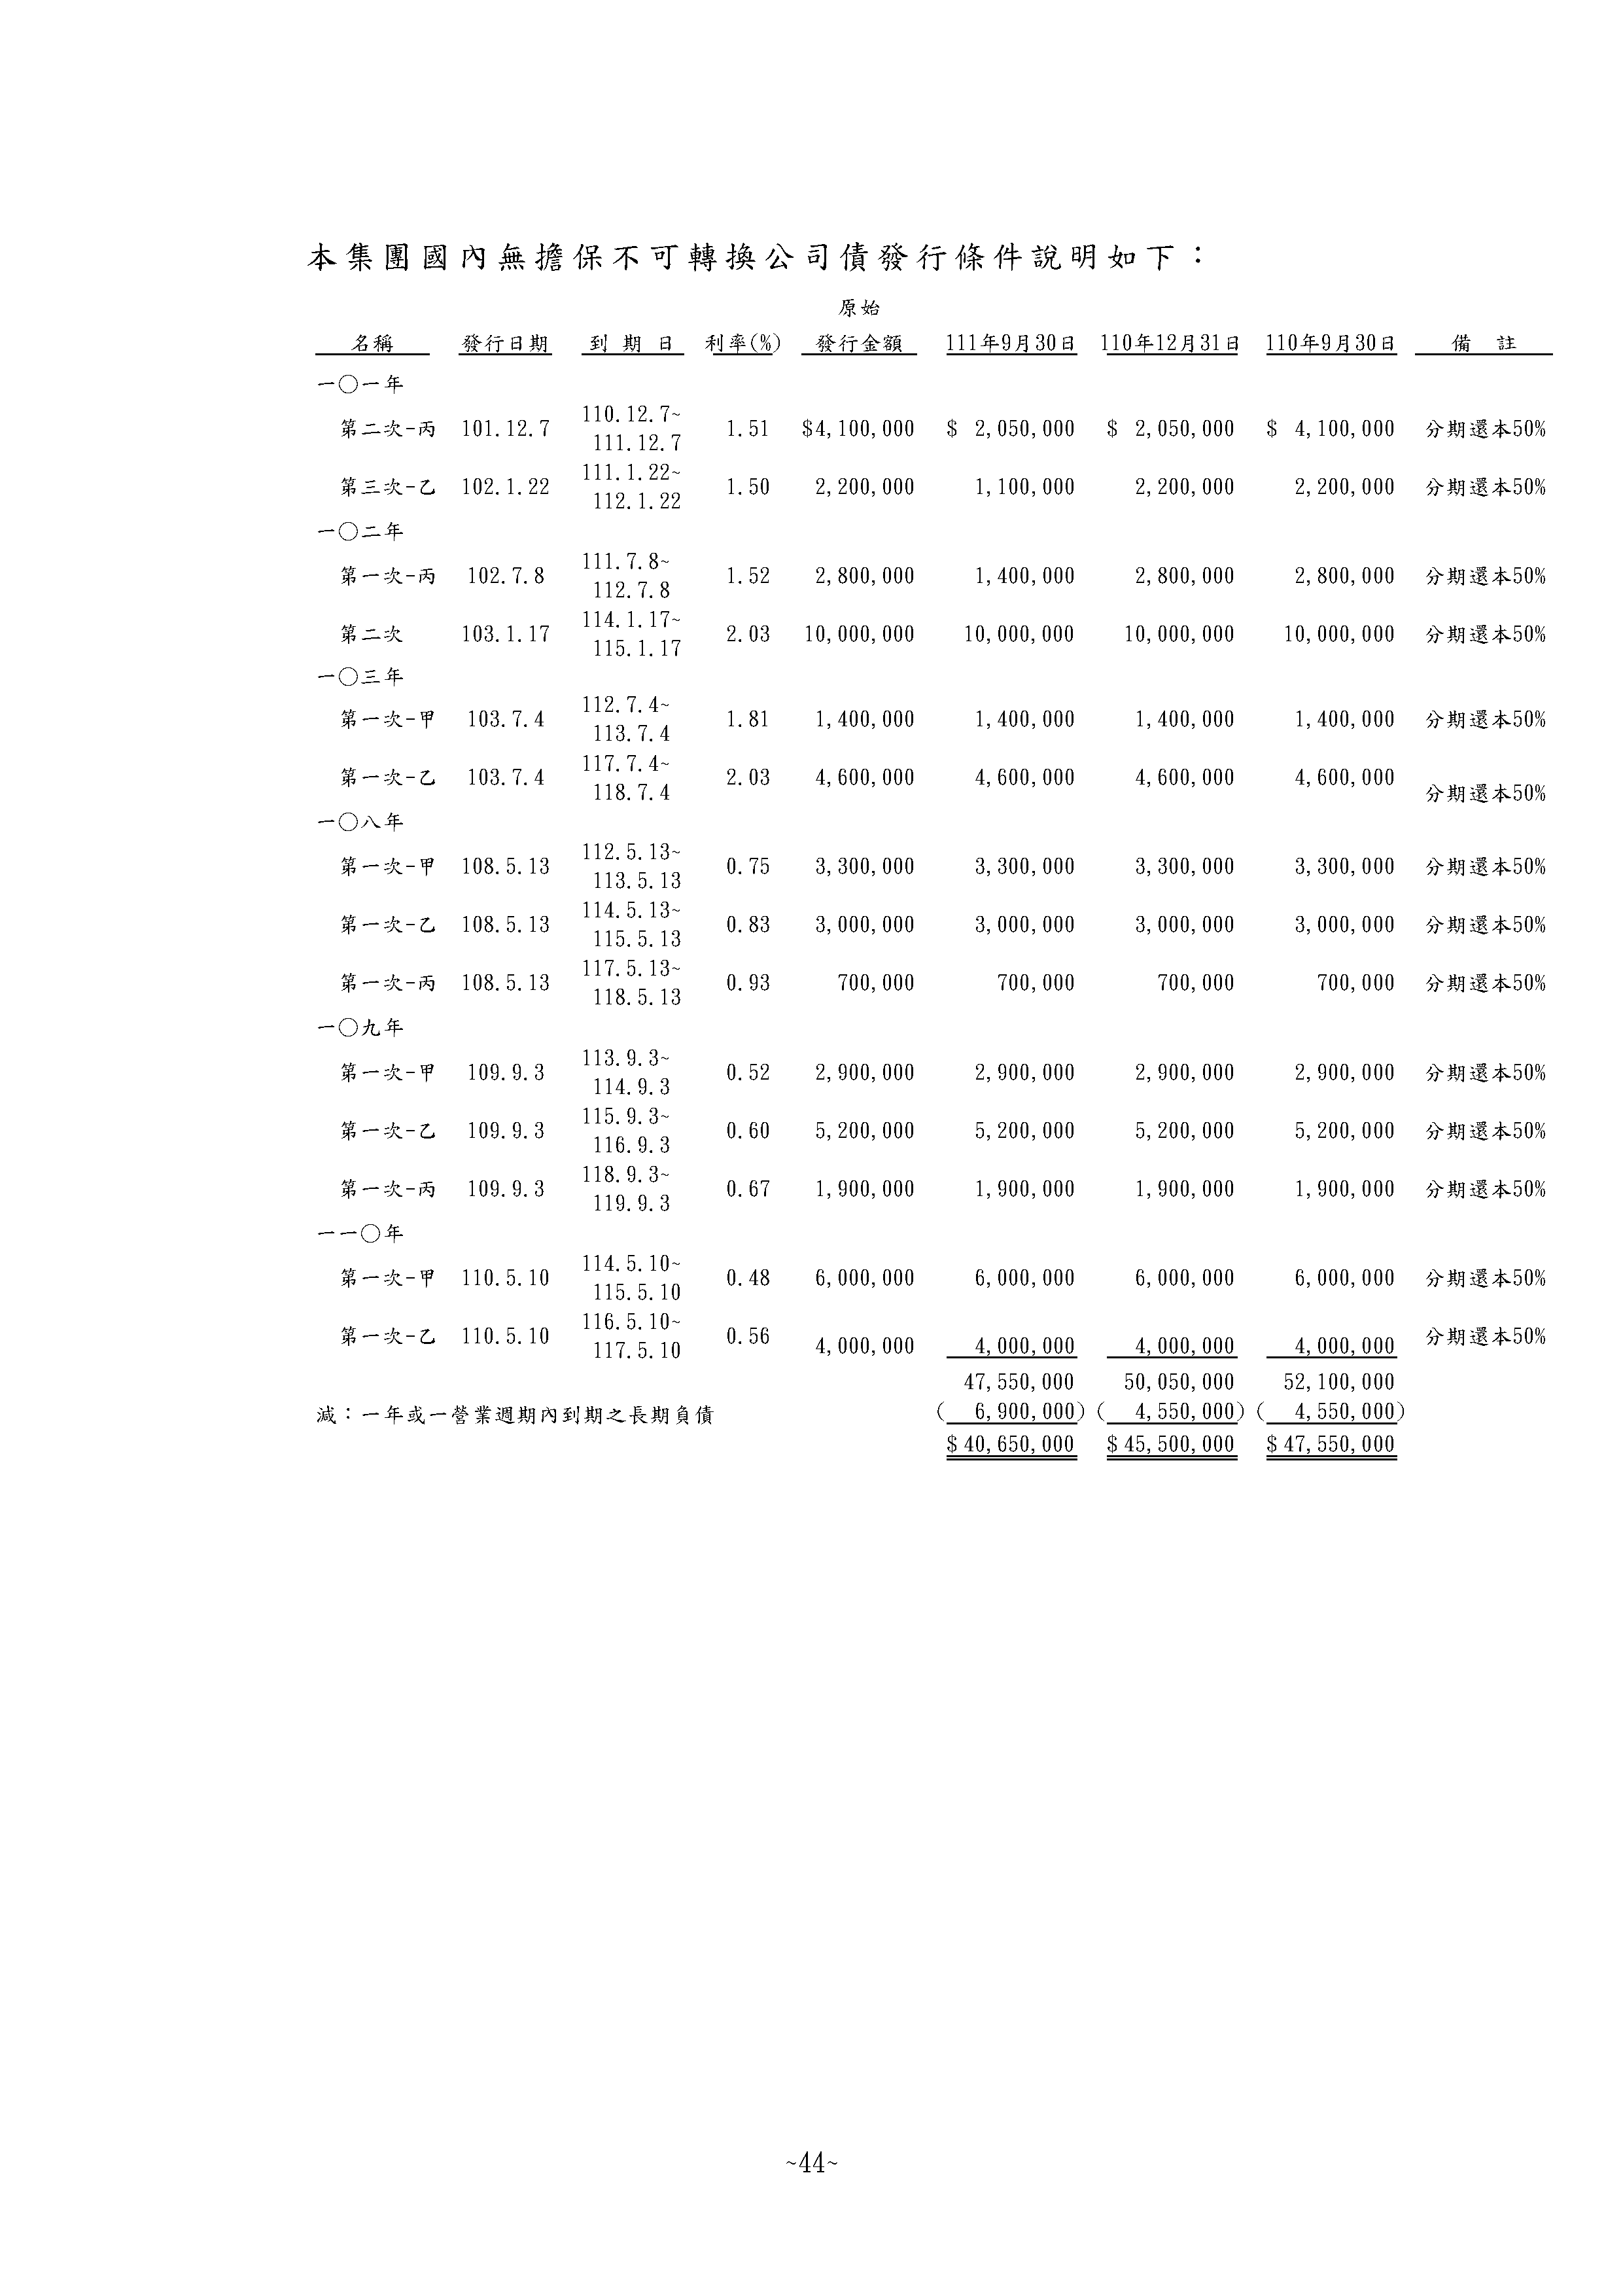 本集團國內無擔保不可轉換公司債發行條件說明如下：
原始
名稱 發行日期 到 期 日 利率(%) 發行金額 111年9月30日 110年12月31日 110年9月30日 備 註
一〇一年
第二次-丙 101.12.7 110.12.7~ 111.12.7 1.51 $4,100,000 $ 2,050,000 $ 2,050,000 $ 4,100,000 分期還本50%
第三次-乙 102.1.22 111.1.22~ 112.1.22 1.50 2,200,000 1,100,000 2,200,000 2,200,000 分期還本50%
一〇二年
第一次-丙 102.7.8 111.7.8~ 112.7.8 1.52 2,800,000 1,400,000 2,800,000 2,800,000 分期還本50%
第二次 103.1.17 114.1.17~ 115.1.17 2.03 10,000,000 10,000,000 10,000,000 10,000,000 分期還本50%
一〇三年
第一次-甲 103.7.4 112.7.4~ 113.7.4 1.81 1,400,000 1,400,000 1,400,000 1,400,000 分期還本50%
第一次-乙 103.7.4 117.7.4~ 118.7.4 2.03 4,600,000 4,600,000 4,600,000 4,600,000 分期還本50%
一〇八年
第一次-甲 108.5.13 112.5.13~ 113.5.13 0.75 3,300,000 3,300,000 3,300,000 3,300,000 分期還本50%
第一次-乙 108.5.13 114.5.13~ 115.5.13 0.83 3,000,000 3,000,000 3,000,000 3,000,000 分期還本50%
第一次-丙 108.5.13 117.5.13~ 118.5.13 0.93 700,000 700,000 700,000 700,000 分期還本50%
一〇九年
第一次-甲 109.9.3 113.9.3~ 114.9.3 0.52 2,900,000 2,900,000 2,900,000 2,900,000 分期還本50%
第一次-乙 109.9.3 115.9.3~ 116.9.3 0.60 5,200,000 5,200,000 5,200,000 5,200,000 分期還本50%
第一次-丙 109.9.3 118.9.3~ 119.9.3 0.67 1,900,000 1,900,000 1,900,000 1,900,000 分期還本50%
一一〇年
第一次-甲 110.5.10 114.5.10~ 115.5.10 0.48 6,000,000 6,000,000 6,000,000 6,000,000 分期還本50%
第一次-乙 110.5.10 116.5.10~ 117.5.10 0.56 4,000,000 4,000,000 4,000,000 4,000,000 分期還本50%
47,550,000 50,050,000 52,100,000
減：一年或一營業週期內到期之長期負債 ( 6,900,000) ( 4,550,000) ( 4,550,000)
$ 40,650,000 $ 45,500,000 $ 47,550,000
~44~